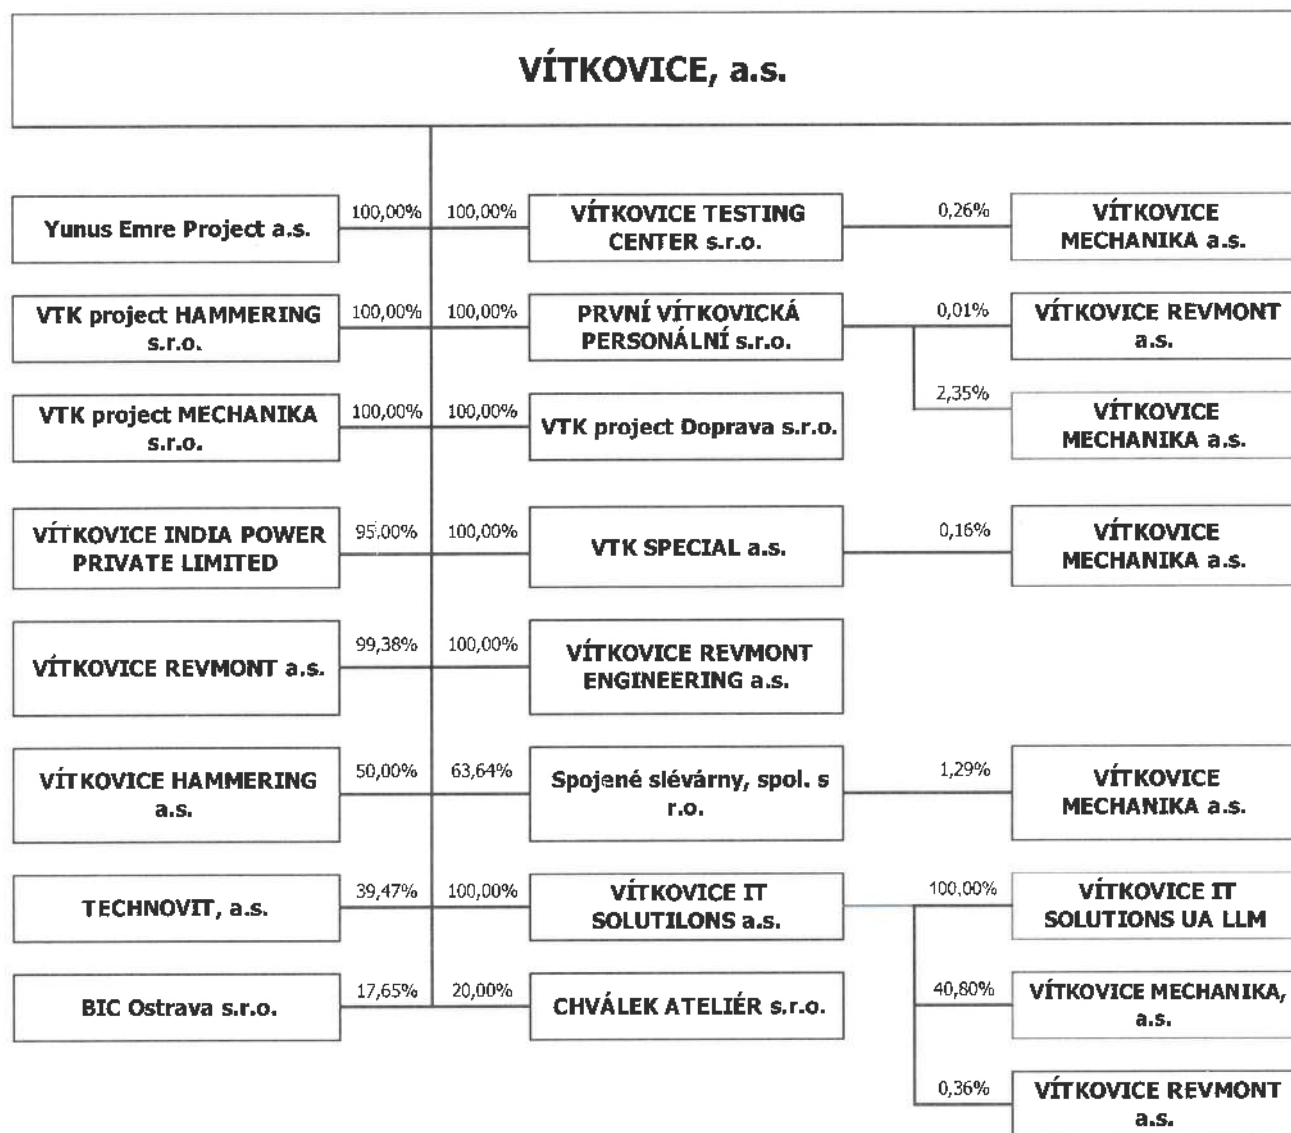 VÍTKOVICE, a.s.
Yunus Emre Project a.s.
100,00%
100,00%
VÍTKOVICE TESTING
CENTER s.r.o.
0,26%
VÍTKOVICE
MECHANIKA a.s.
VTK project HAMMERING
s.r.o.
100,00%
100,00%
PRVNÍ VÍTKOVICKÁ
PERSONÁLNÍ s.r.o.
0,01%
VÍTKOVICE REVMONT
a.s.
2,35%
VÍTKOVICE
MECHANIKA a.s.
VTK project MECHANIKA
s.r.o.
100,00%
100,00%
VTK project Doprava s.r.o.
VÍTKOVICE INDIA POWER
PRIVATE LIMITED
95,00%
100,00%
VTK SPECIAL a.s.
0,16%
VÍTKOVICE
MECHANIKA a.s.
VÍTKOVICE REVMONT a.s.
99,38%
100,00%
VÍTKOVICE REVMONT
ENGINEERING a.s.
VÍTKOVICE HAMMERING
a.s.
50,00%
63,64%
Spojené slévárny, spol. s
r.o.
1,29%
VÍTKOVICE
MECHANIKA a.s.
TECHNOVIT, a.s.
39,47%
100,00%
VÍTKOVICE IT
SOLUTILONS a.s.
100,00%
VÍTKOVICE IT
SOLUTIONS UA LLM
BIC Ostrava s.r.o.
17,65%
20,00%
CHVÁLEK ATELIÉR s.r.o.
40,80%
VÍTKOVICE MECHANIKA,
a.s.
0,36%
VÍTKOVICE REVMONT
a.s.